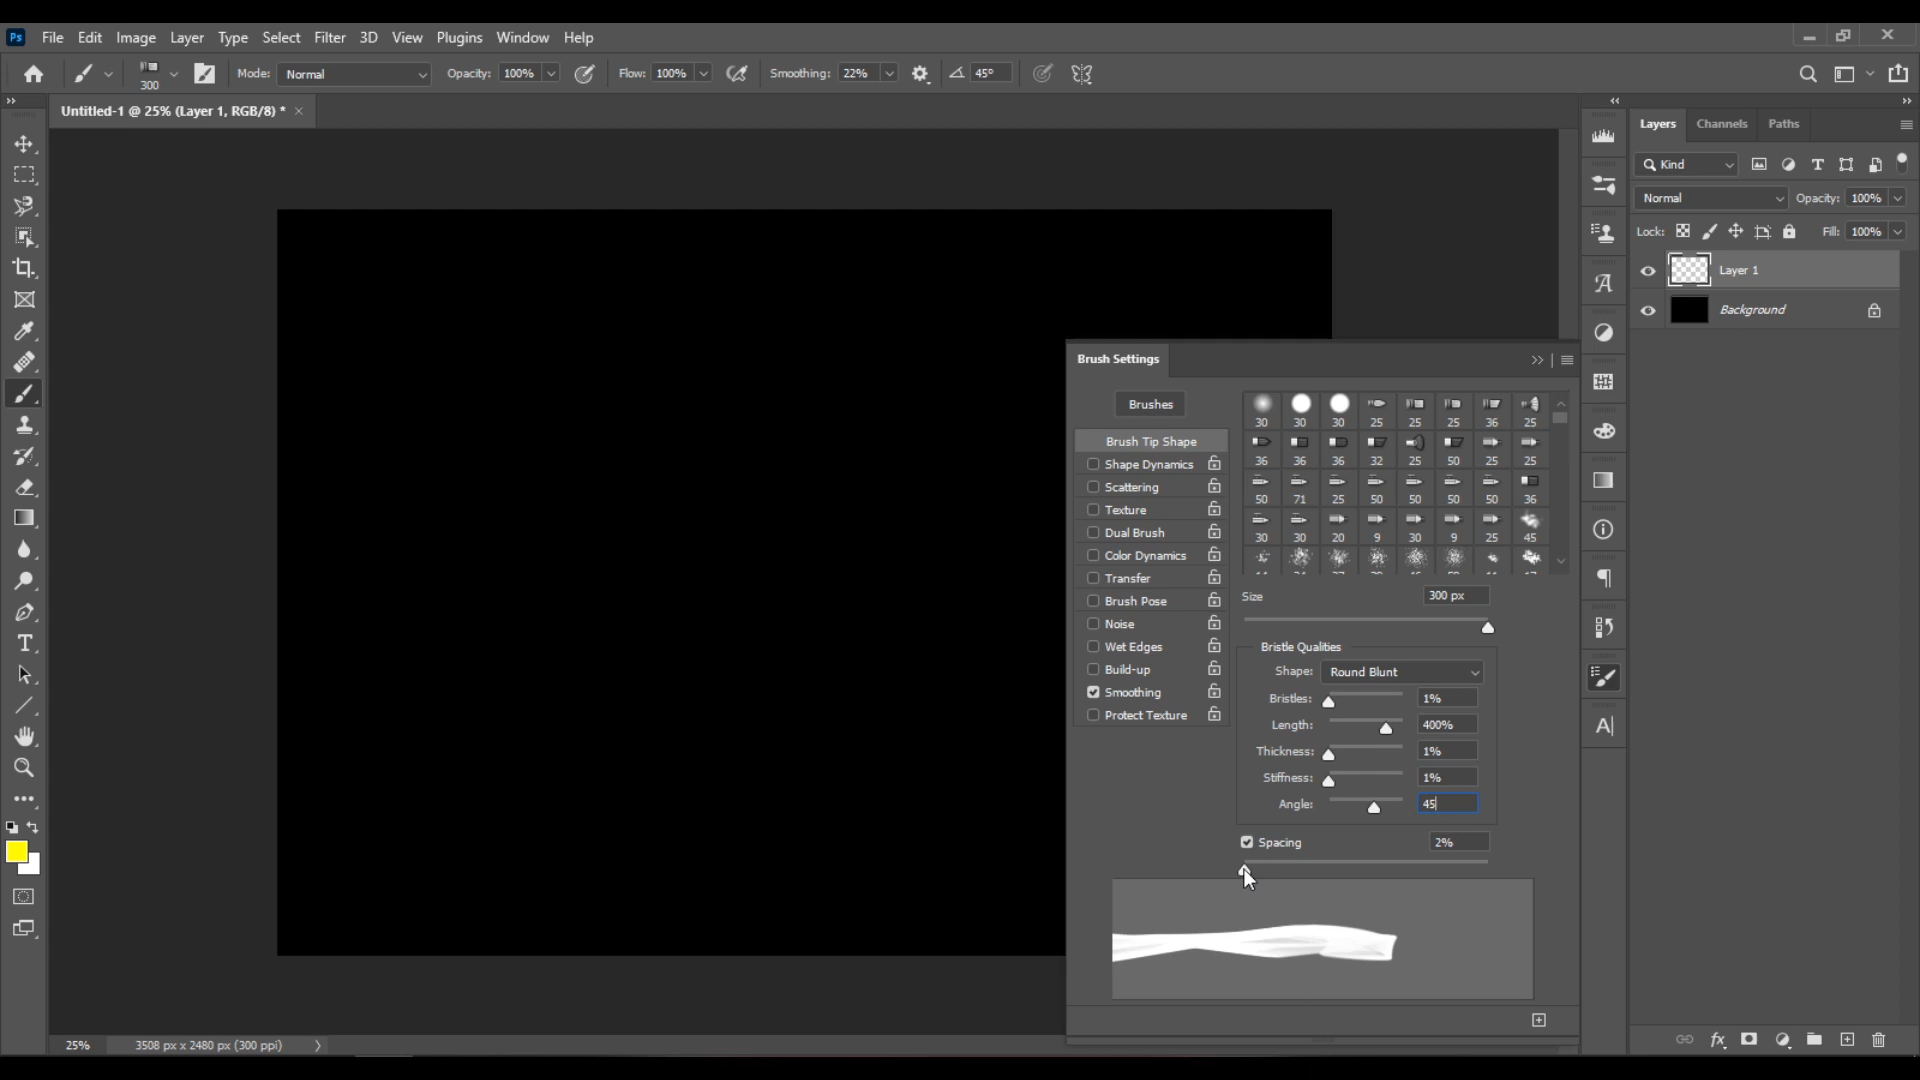 Ps File Edit Image Layer Type Select Filter 3D View Plugins Window Help
300 Mode: Normal Opacity: 100% Flow: 100% Smoothing: 22% 45°
Untitled-1 @ 25% (Layer 1, RGB/8) * ×
Layers Channels Paths
Kind
Normal Opacity: 100%
Lock: Fill: 100%
Layer 1
Background
Brush Settings
Brushes
Brush Tip Shape
Shape Dynamics
Scattering
Texture
Dual Brush
Color Dynamics
Transfer
Brush Pose
Noise
Wet Edges
Build-up
Smoothing
Protect Texture
30 30 30 25 25 25 36 25
36 36 36 32 25 50 25 25
50 71 25 50 50 50 50 36
30 30 20 9 30 9 25 45
Size 300 px
Bristle Qualities
Shape: Round Blunt
Bristles: 1%
Length: 400%
Thickness: 1%
Stiffness: 1%
Angle: 45
Spacing 2%
25% 3508 px x 2480 px (300 ppi)